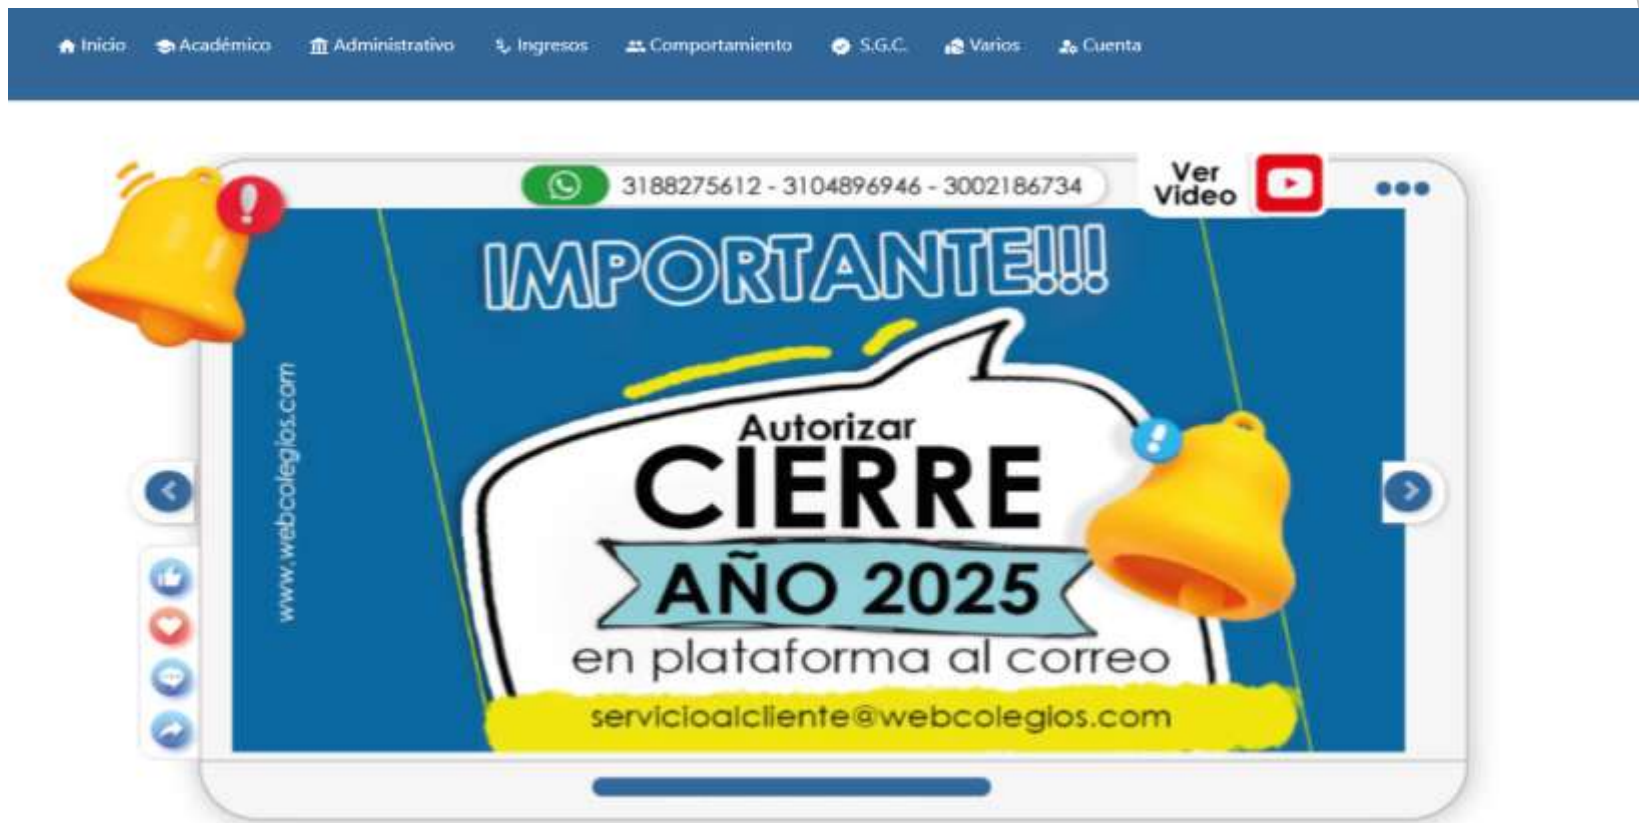 Inicio Académico Administrativo Ingresos Comportamiento S.G.C. Varios Cuenta
3188275612 - 3104896946 - 3002186734
Ver
Video
IMPORTANTE!!!
www.webcolegios.com
Autorizar
CIERRE
AÑO 2025
en plataforma al correo
servicioalcliente@webcolegios.com